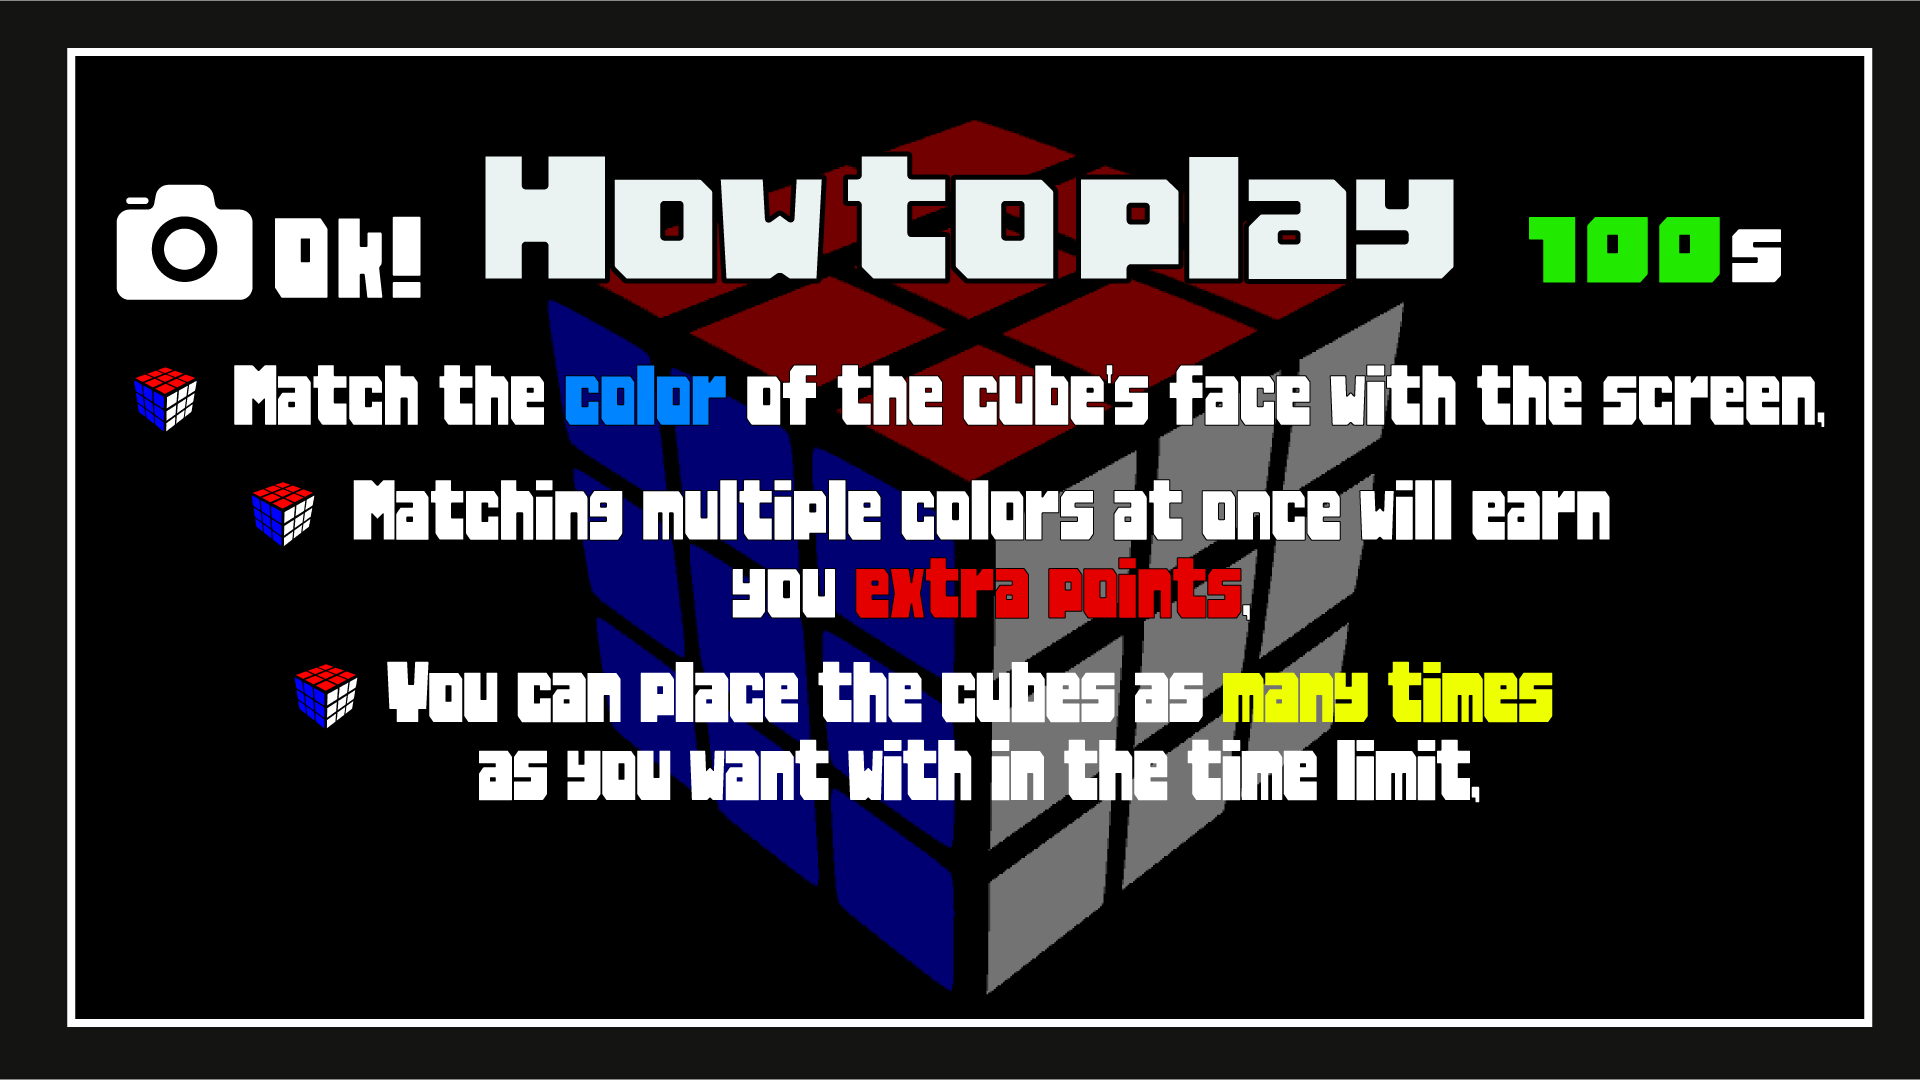 OK!
How to play
100s
Match the color of the cube's face with the screen,
Matching multiple colors at once will earn
you extra points,
You can place the cubes as many times
as you want with in the time limit,